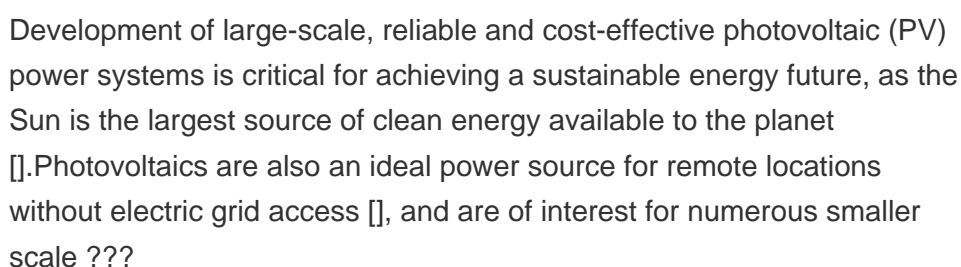 Development of large-scale, reliable and cost-effective photovoltaic (PV)
power systems is critical for achieving a sustainable energy future, as the
Sun is the largest source of clean energy available to the planet
[].Photovoltaics are also an ideal power source for remote locations
without electric grid access [], and are of interest for numerous smaller
scale ???